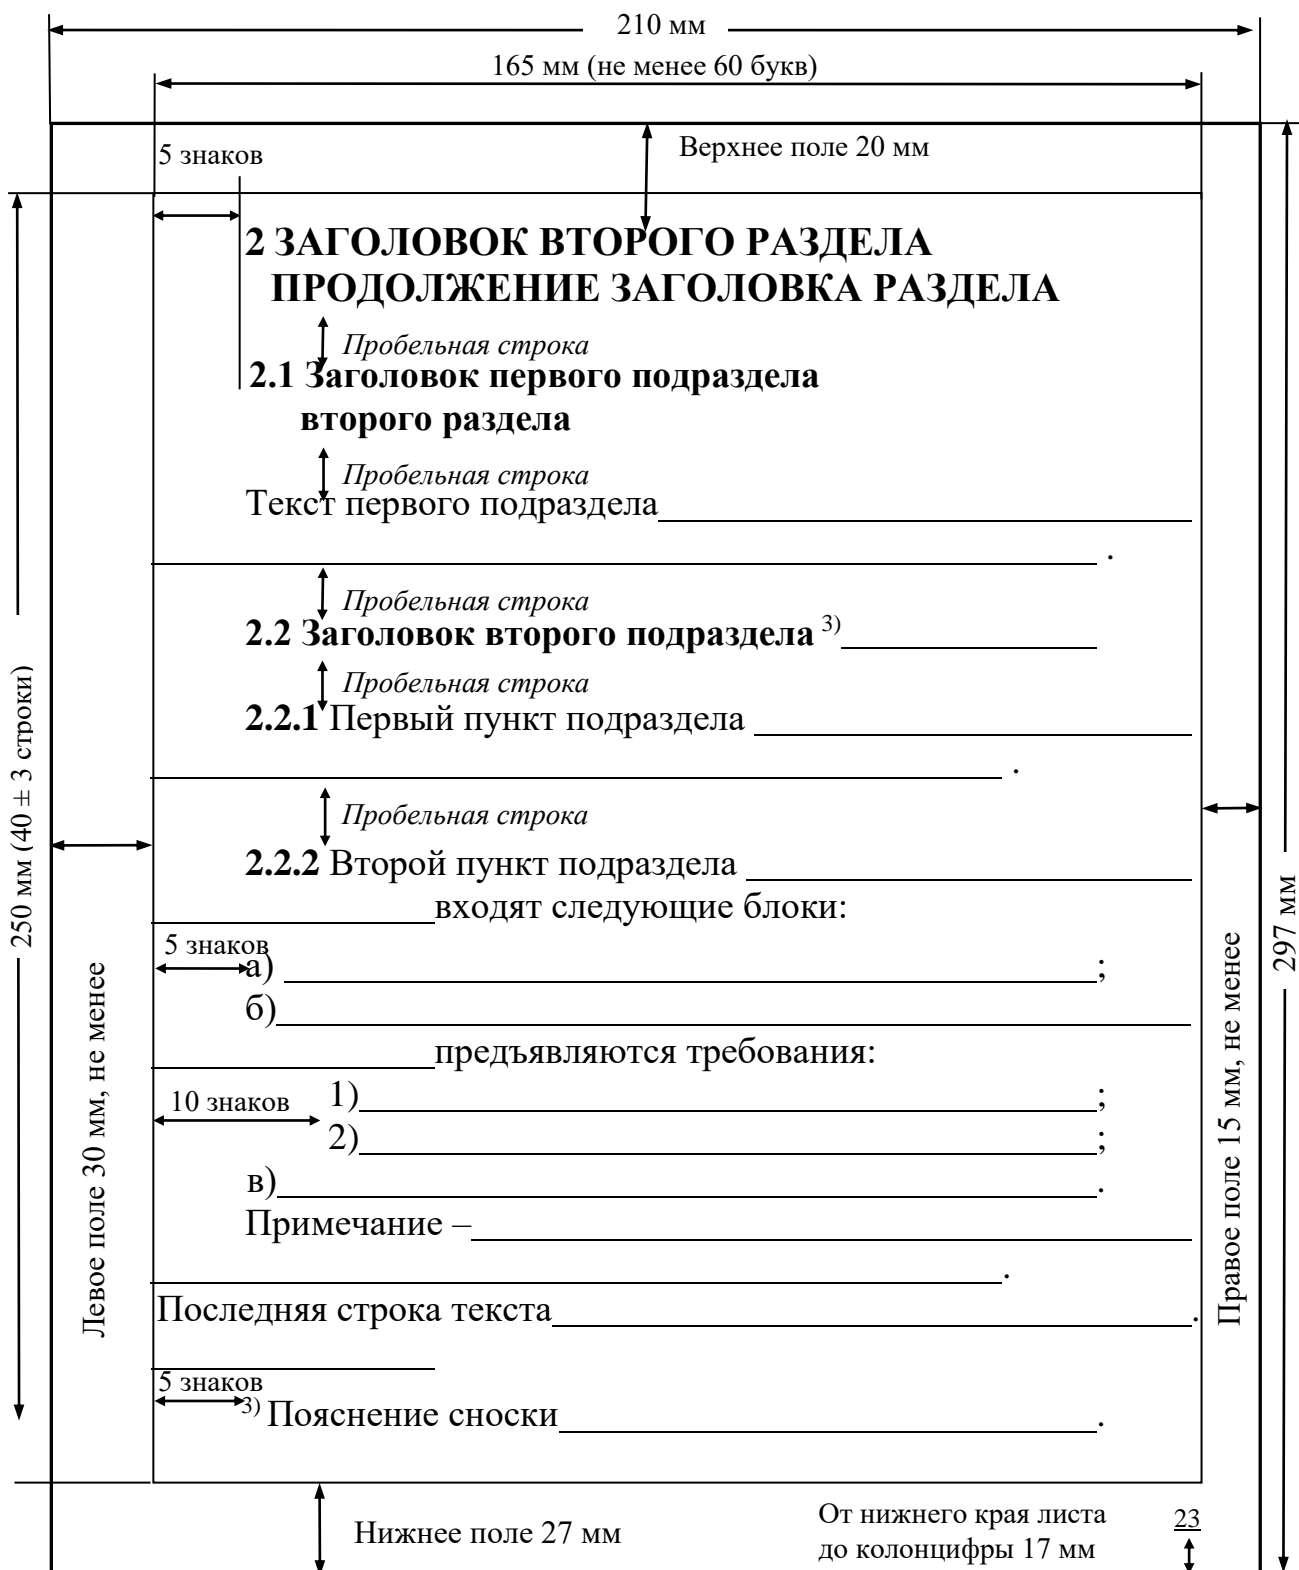 210 мм
165 мм (не менее 60 букв)
5 знаков
Верхнее поле 20 мм
2 ЗАГОЛОВОК ВТОРОГО РАЗДЕЛА
ПРОДОЛЖЕНИЕ ЗАГОЛОВКА РАЗДЕЛА
Пробельная строка
2.1 Заголовок первого подраздела
второго раздела
Пробельная строка
Текст первого подраздела
.
Пробельная строка
2.2 Заголовок второго подраздела 3)
Пробельная строка
2.2.1 Первый пункт подраздела
.
Пробельная строка
2.2.2 Второй пункт подраздела
входят следующие блоки:
5 знаков
а) ;
б)
предъявляются требования:
10 знаков
1) ;
2) ;
в) .
Примечание –
.
Последняя строка текста .
5 знаков
3) Пояснение сноски .
250 мм (40 ± 3 строки)
Левое поле 30 мм, не менее
Правое поле 15 мм, не менее
297 мм
Нижнее поле 27 мм
От нижнего края листа
до колонцифры 17 мм
23